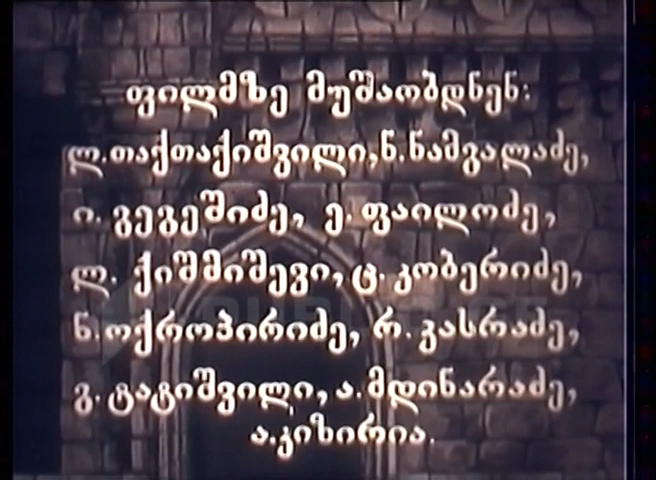 ფილმზე მუშაობდნენ:
ლ.თაქთაქიშვილი,ნ.ნამგალაძე,
ი. გეგეშიძე, ე. ფაილოძე,
ლ. ქიშმიშევი, ც. კობერიძე,
ნ.ოქროპირიძე, რ. კასრაძე,
გ. ტატიშვილი, ა.მდინარაძე,
ა.კიზირია.